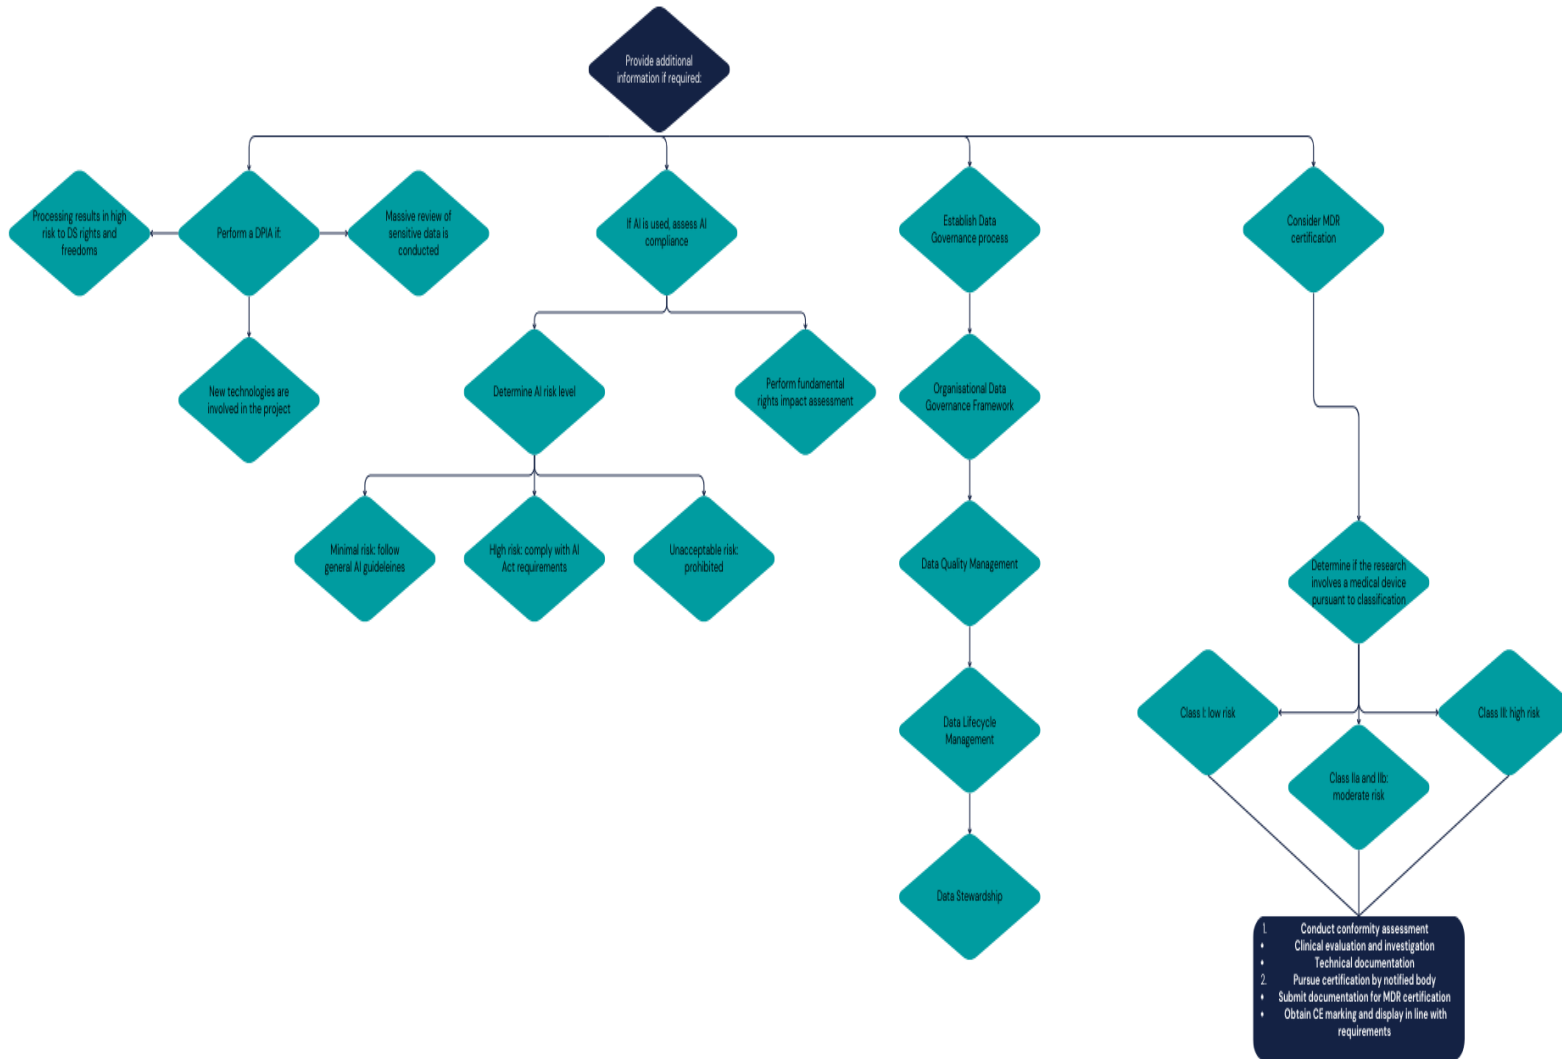 Provide additional
information if required:
Processing results in high
risk to DS rights and
freedoms
Perform a DPIA if:
Massive review of
sensitive data is
conducted
If AI is used, assess AI
compliance
Establish Data
Governance process
Consider MDR
certification
New technologies are
involved in the project
Determine AI risk level
Perform fundamental
rights impact assessment
Organisational Data
Governance Framework
Minimal risk: follow
general AI guideleines
HIgh risk: comply with AI
Act requirements
Unacceptable risk:
prohibited
Data Quality Management
Determine if the research
involves a medical device
pursuant to classification
Data Lifecycle
Management
Class I: low risk
Class III: high risk
Class IIa and IIb:
moderate risk
Data Stewardship
1. Conduct conformity assessment
• Clinical evaluation and investigation
• Technical documentation
2. Pursue certification by notified body
• Submit documentation for MDR certification
• Obtain CE marking and display in line with
requirements